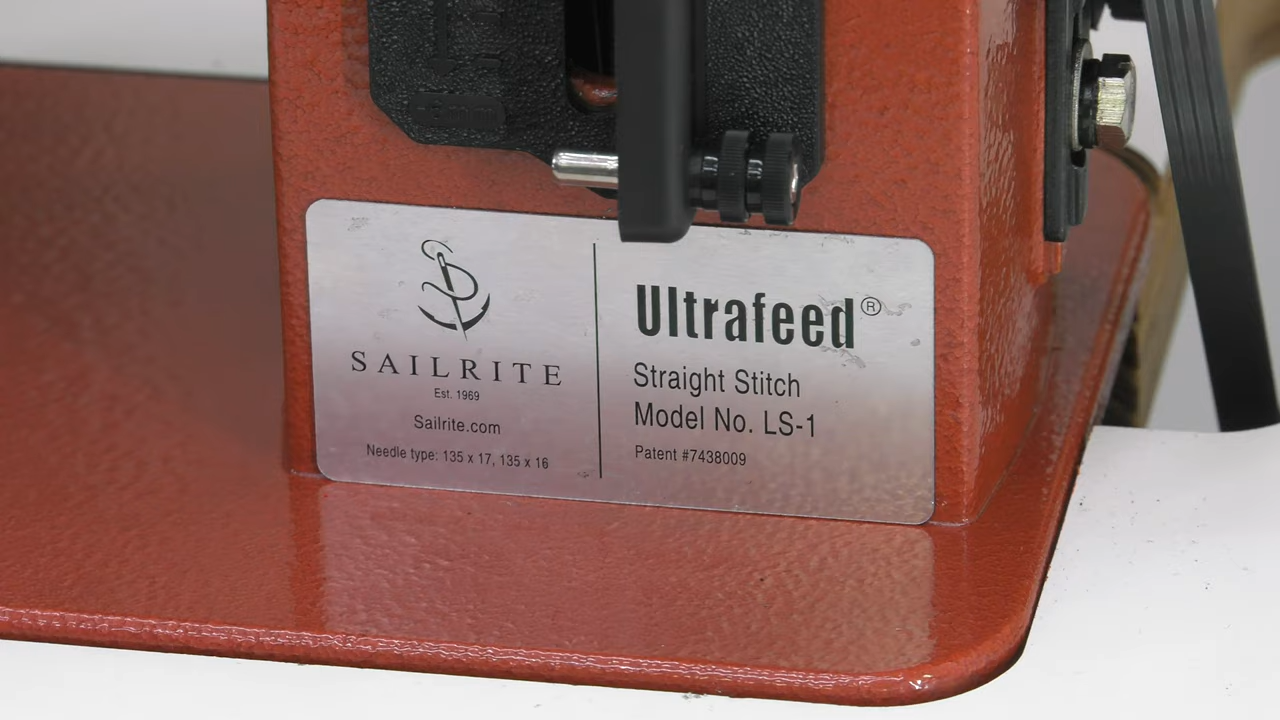 SAILRITE
Est. 1969
Sailrite.com
Needle type: 135 x 17, 135 x 16
Ultrafeed®
Straight Stitch
Model No. LS-1
Patent #7438009